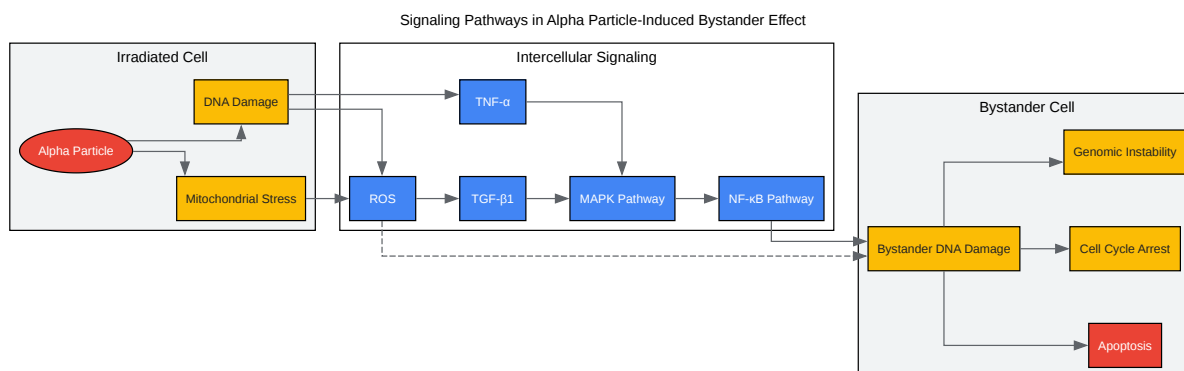 Signaling Pathways in Alpha Particle-Induced Bystander Effect
Irradiated Cell
DNA Damage
Alpha Particle
Mitochondrial Stress
Intercellular Signaling
TNF-α
ROS
TGF-β1
MAPK Pathway
NF-κB Pathway
Bystander Cell
Genomic Instability
Bystander DNA Damage
Cell Cycle Arrest
Apoptosis